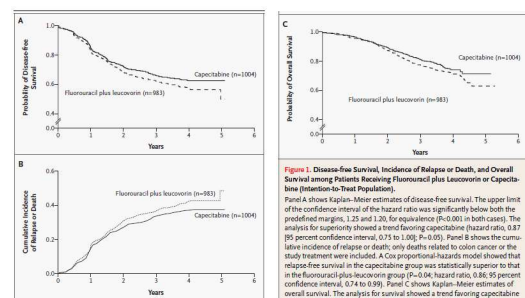 A
Probability of Disease-free
Survival
1.0
0.8
0.6
0.4
0.0
Capecitabine (n=1004)
Fluorouracil plus leucovorin (n=983)
0 1 2 3 4 5 6
Years
B
Cumulative Incidence
of Relapse or Death
0.6
0.4
0.2
0.0
Fluorouracil plus leucovorin (n=983)
Capecitabine (n=1004)
0 1 2 3 4 5 6
Years
C
Probability of Overall Survival
1.0
0.8
0.6
0.4
0.0
Capecitabine (n=1004)
Fluorouracil plus leucovorin (n=983)
0 1 2 3 4 5 6
Years
Figure 1. Disease-free Survival, Incidence of Relapse or Death, and Overall
Survival among Patients Receiving Fluorouracil plus Leucovorin or Capecita-
bine (Intention-to-Treat Population).
Panel A shows Kaplan–Meier estimates of disease-free survival. The upper limit
of the confidence interval of the hazard ratio was significantly below both the
predefined margins, 1.25 and 1.20, for equivalence (P<0.001 in both cases). The
analysis for superiority showed a trend favoring capecitabine (hazard ratio, 0.87
[95 percent confidence interval, 0.75 to 1.00]; P=0.05). Panel B shows the cumu-
lative incidence of relapse or death; only deaths related to colon cancer or the
study treatment were included. A Cox proportional-hazards model showed that
relapse-free survival in the capecitabine group was statistically superior to that
in the fluorouracil-plus-leucovorin group (P=0.04; hazard ratio, 0.86; 95 percent
confidence interval, 0.74 to 0.99). Panel C shows Kaplan–Meier estimates of
overall survival. The analysis for survival showed a trend favoring capecitabine